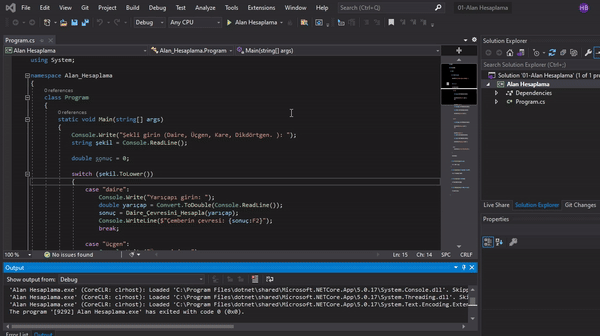 File Edit View Git Project Build Debug Test Analyze Tools Extensions Window Help Search (Ctrl+Q) 01-Alan Hesaplama HB
Debug Any CPU Alan Hesaplama
Program.cs
Alan Hesaplama Alan_Hesaplama.Program Main(string[] args)
using System;
namespace Alan_Hesaplama
{
0 references
class Program
{
0 references
static void Main(string[] args)
{
Console.Write("Şekli girin (Daire, Üçgen, Kare, Dikdörtgen. ): ");
string şekil = Console.ReadLine();
double sonuç = 0;
switch (şekil.ToLower())
{
case "daire":
Console.Write("Yarıçapı girin: ");
double yarıçap = Convert.ToDouble(Console.ReadLine());
sonuç = Daire_Çevresini_Hesapla(yarıçap);
Console.WriteLine($"Çemberin çevresi: {sonuç:F2}");
break;
case "üçgen":
100 % No issues found Ln: 15 Ch: 14 SPC CRLF
Output
Show output from: Debug
'Alan Hesaplama.exe' (CoreCLR: clrhost): Loaded 'C:\Program Files\dotnet\shared\Microsoft.NETCore.App\5.0.17\System.Console.dll'. Skipp
'Alan Hesaplama.exe' (CoreCLR: clrhost): Loaded 'C:\Program Files\dotnet\shared\Microsoft.NETCore.App\5.0.17\System.Threading.dll'. Ski
'Alan Hesaplama.exe' (CoreCLR: clrhost): Loaded 'C:\Program Files\dotnet\shared\Microsoft.NETCore.App\5.0.17\System.Text.Encoding.Exter
The program '[9292] Alan Hesaplama.exe' has exited with code 0 (0x0).
Error List Output
Solution Explorer
Search Solution Explorer (Ctrl+;)
Solution '01-Alan Hesaplama' (1 of 1 proj
Alan Hesaplama
Dependencies
Program.cs
Live Share Solution Explorer Git Changes
Properties